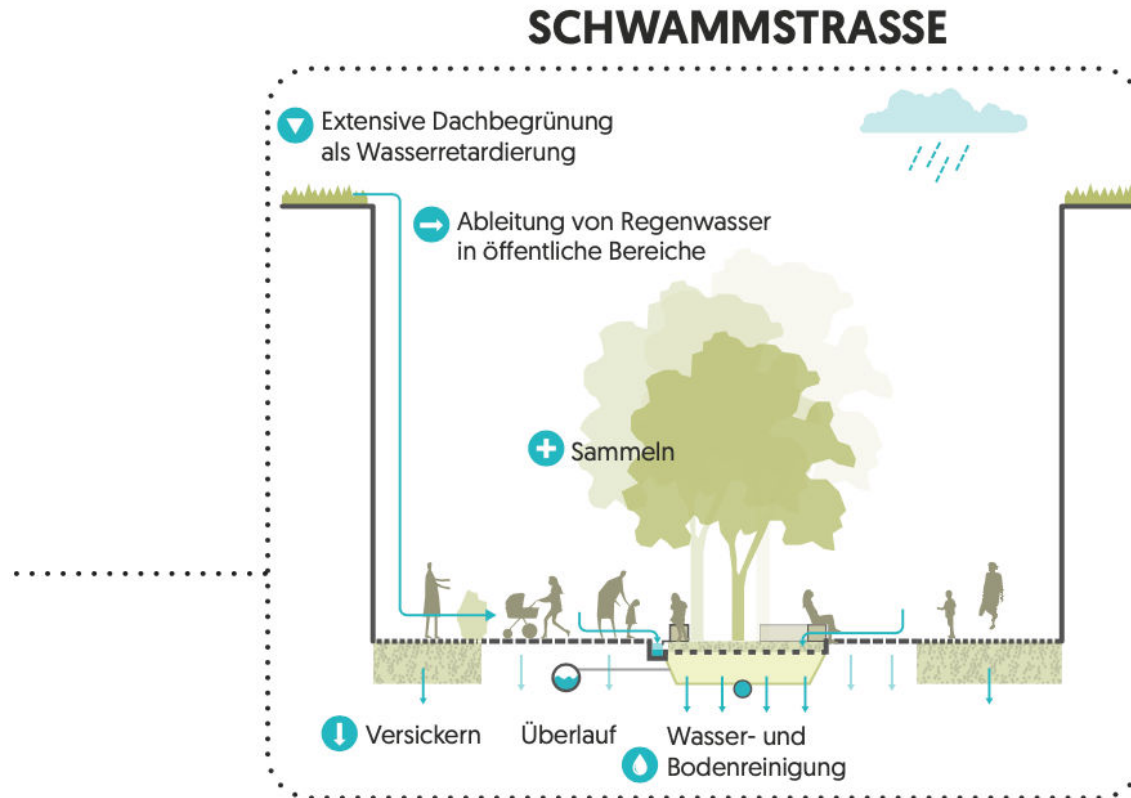 SCHWAMMSTRASSE
Extensive Dachbegrünung
als Wasserretardierung
Ableitung von Regenwasser
in öffentliche Bereiche
Sammeln
Versickern
Überlauf
Wasser- und
Bodenreinigung